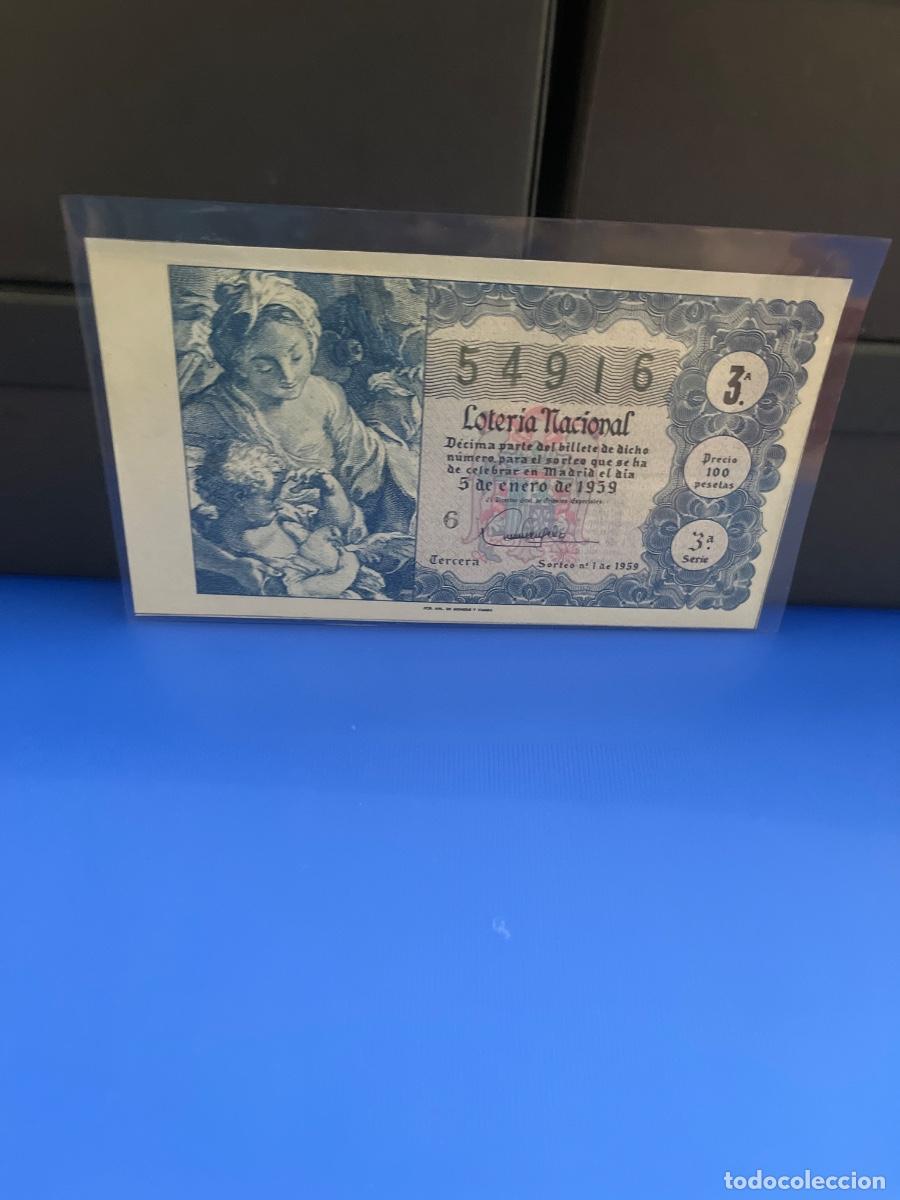 54916
3.A
Lotería Nacional
Décima parte del billete de dicho
número, para el sorteo que se ha
de celebrar en Madrid el día
5 de enero de 1959
Precio
100
pesetas
6
3.ª
Serie
Tercera
Sorteo n.º 1 de 1959
todocoleccion